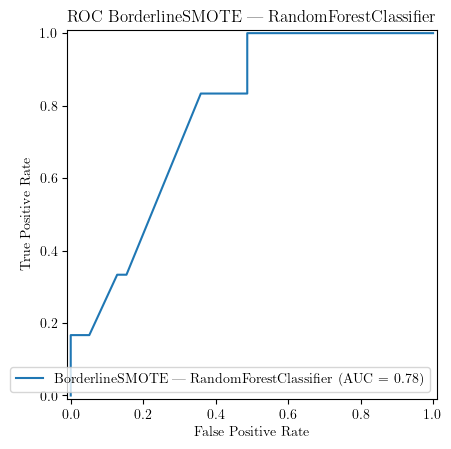 ROC BorderlineSMOTE — RandomForestClassifier
1.0
0.8
0.6
0.4
0.2
0.0
True Positive Rate
BorderlineSMOTE — RandomForestClassifier (AUC = 0.78)
0.0 0.2 0.4 0.6 0.8 1.0
False Positive Rate